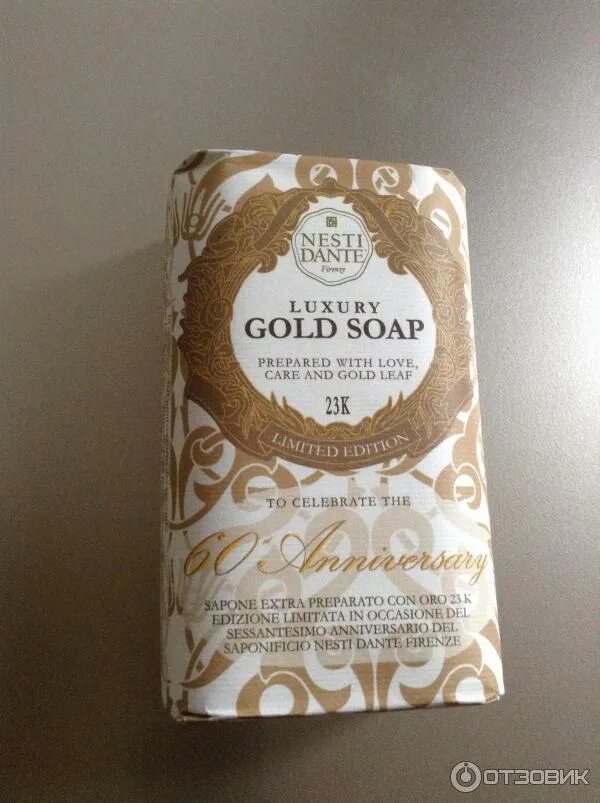 NESTI
DANTE
Firenze
LUXURY
GOLD SOAP
PREPARED WITH LOVE,
CARE AND GOLD LEAF
23K
LIMITED EDITION
TO CELEBRATE THE
60° Anniversary
SAPONE EXTRA PREPARATO CON ORO 23 K
EDIZIONE LIMITATA IN OCCASIONE DEL
SESSANTESIMO ANNIVERSARIO DEL
SAPONIFICIO NESTI DANTE FIRENZE
ОТЗОВИК